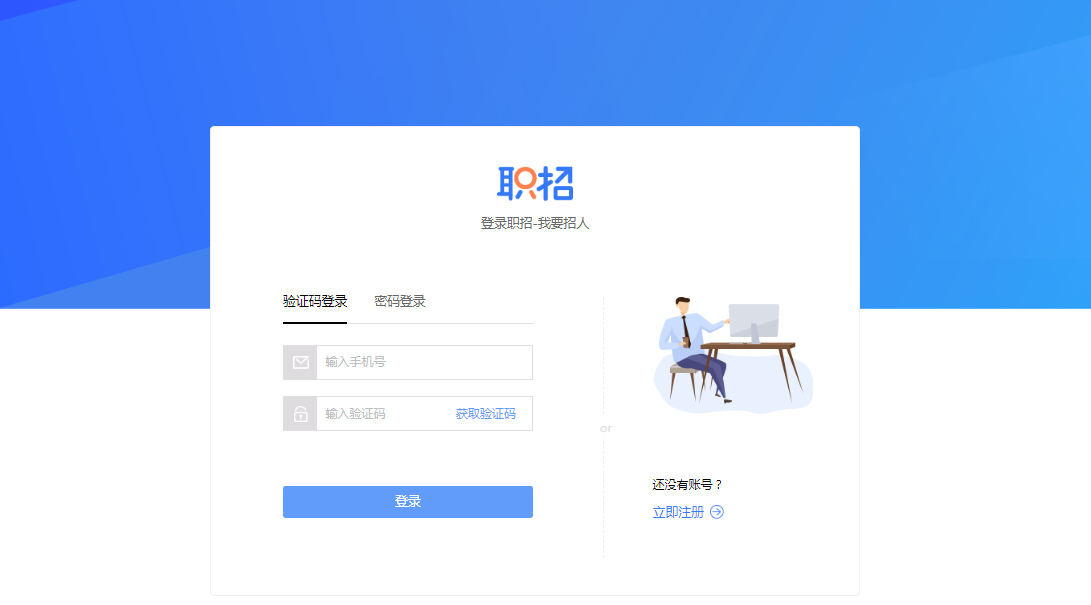 职招
登录职招-我要招人
验证码登录 密码登录
输入手机号
输入验证码 获取验证码
登录
or
还没有账号？
立即注册